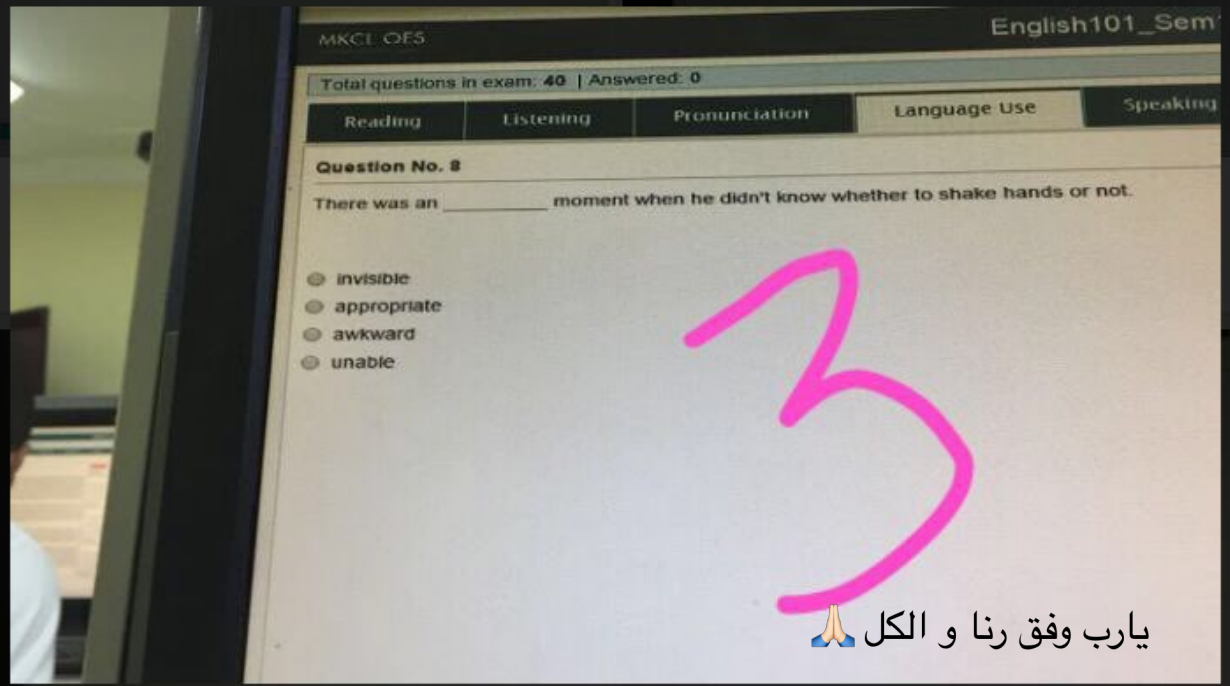 MKCL OES
English101_Sem
Total questions in exam: 40 | Answered: 0
Reading Listening Pronunciation Language Use Speaking
Question No. 8
There was an __________ moment when he didn't know whether to shake hands or not.
invisible
appropriate
awkward
unable
3
يارب وفق رنا و الكل 🙏🏻